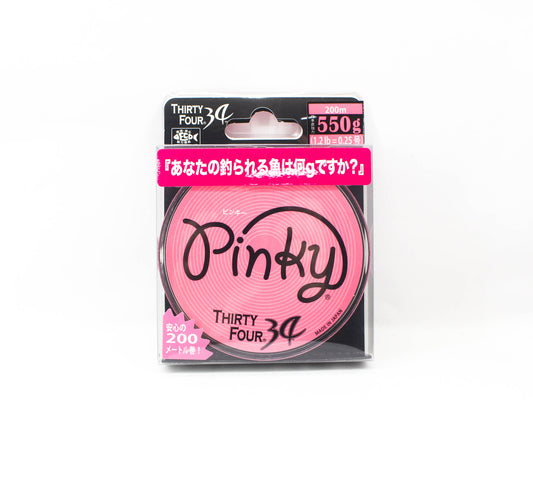 THIRTY
FOUR 34
200m
550g
(1.2 lb=0.25 号)
『あなたの釣られる魚は何gですか?』
ピンキー
Pinky®
THIRTY
FOUR® 34
MADE IN JAPAN
安心の
200
メートル巻!